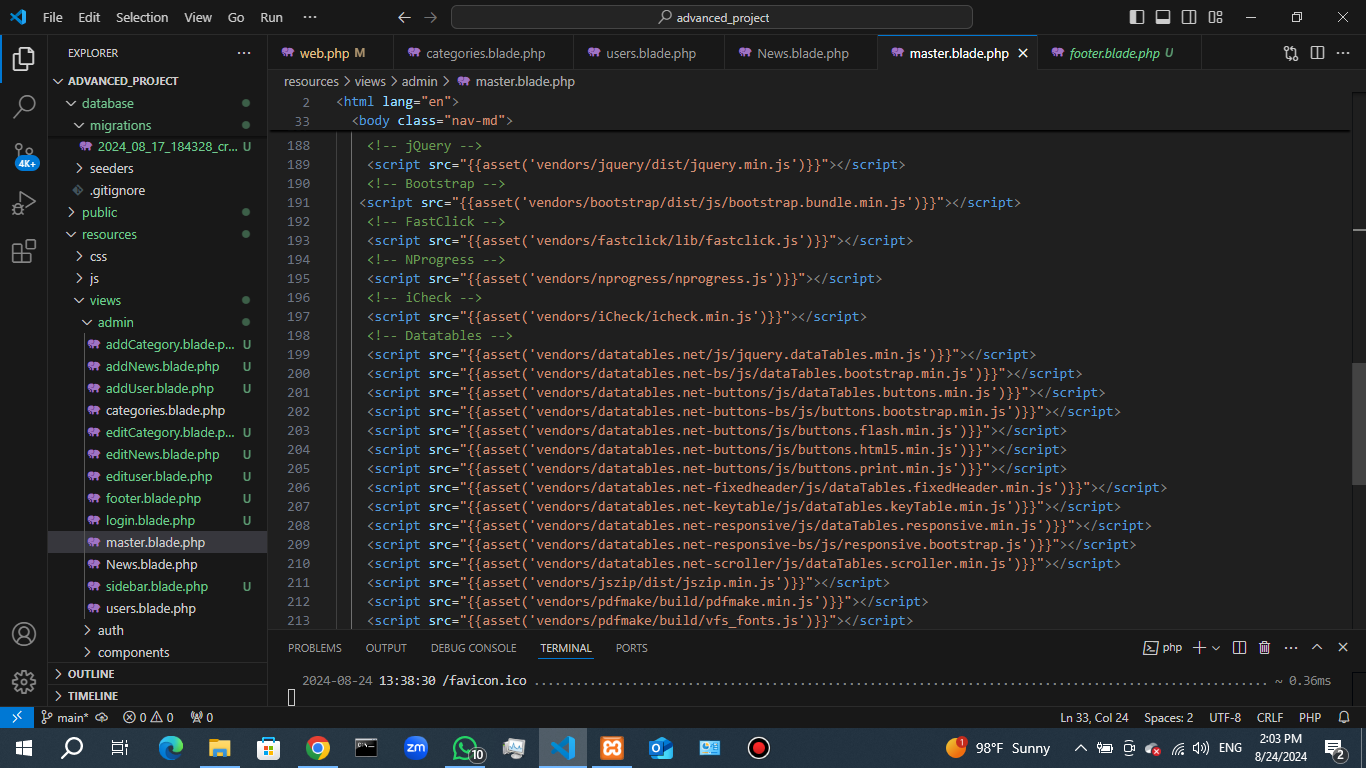 File Edit Selection View Go Run ··· advanced_project
EXPLORER ···
web.php M categories.blade.php users.blade.php News.blade.php master.blade.php footer.blade.php U ···
ADVANCED_PROJECT
database
migrations
2024_08_17_184328_cr... U
seeders
.gitignore
public
resources
css
js
views
admin
addCategory.blade.p... U
addNews.blade.php U
addUser.blade.php U
categories.blade.php
editCategory.blade.p... U
editNews.blade.php U
edituser.blade.php U
footer.blade.php U
login.blade.php U
master.blade.php
News.blade.php
sidebar.blade.php U
users.blade.php
auth
components
OUTLINE
TIMELINE
4K+
resources > views > admin > master.blade.php
2 <html lang="en">
33 <body class="nav-md">
188 <!-- jQuery -->
189 <script src="{{asset('vendors/jquery/dist/jquery.min.js')}}"></script>
190 <!-- Bootstrap -->
191 <script src="{{asset('vendors/bootstrap/dist/js/bootstrap.bundle.min.js')}}"></script>
192 <!-- FastClick -->
193 <script src="{{asset('vendors/fastclick/lib/fastclick.js')}}"></script>
194 <!-- NProgress -->
195 <script src="{{asset('vendors/nprogress/nprogress.js')}}"></script>
196 <!-- iCheck -->
197 <script src="{{asset('vendors/iCheck/icheck.min.js')}}"></script>
198 <!-- Datatables -->
199 <script src="{{asset('vendors/datatables.net/js/jquery.dataTables.min.js')}}"></script>
200 <script src="{{asset('vendors/datatables.net-bs/js/dataTables.bootstrap.min.js')}}"></script>
201 <script src="{{asset('vendors/datatables.net-buttons/js/dataTables.buttons.min.js')}}"></script>
202 <script src="{{asset('vendors/datatables.net-buttons-bs/js/buttons.bootstrap.min.js')}}"></script>
203 <script src="{{asset('vendors/datatables.net-buttons/js/buttons.flash.min.js')}}"></script>
204 <script src="{{asset('vendors/datatables.net-buttons/js/buttons.html5.min.js')}}"></script>
205 <script src="{{asset('vendors/datatables.net-buttons/js/buttons.print.min.js')}}"></script>
206 <script src="{{asset('vendors/datatables.net-fixedheader/js/dataTables.fixedHeader.min.js')}}"></script>
207 <script src="{{asset('vendors/datatables.net-keytable/js/dataTables.keyTable.min.js')}}"></script>
208 <script src="{{asset('vendors/datatables.net-responsive/js/dataTables.responsive.min.js')}}"></script>
209 <script src="{{asset('vendors/datatables.net-responsive-bs/js/responsive.bootstrap.js')}}"></script>
210 <script src="{{asset('vendors/datatables.net-scroller/js/dataTables.scroller.min.js')}}"></script>
211 <script src="{{asset('vendors/jszip/dist/jszip.min.js')}}"></script>
212 <script src="{{asset('vendors/pdfmake/build/pdfmake.min.js')}}"></script>
213 <script src="{{asset('vendors/pdfmake/build/vfs_fonts.js')}}"></script>
PROBLEMS OUTPUT DEBUG CONSOLE TERMINAL PORTS php ···
2024-08-24 13:38:30 /favicon.ico ............................................................................................... ~ 0.36ms
main* 0 0 0 Ln 33, Col 24 Spaces: 2 UTF-8 CRLF PHP
zm 10 1 98°F Sunny ENG 2:03 PM
8/24/2024 2